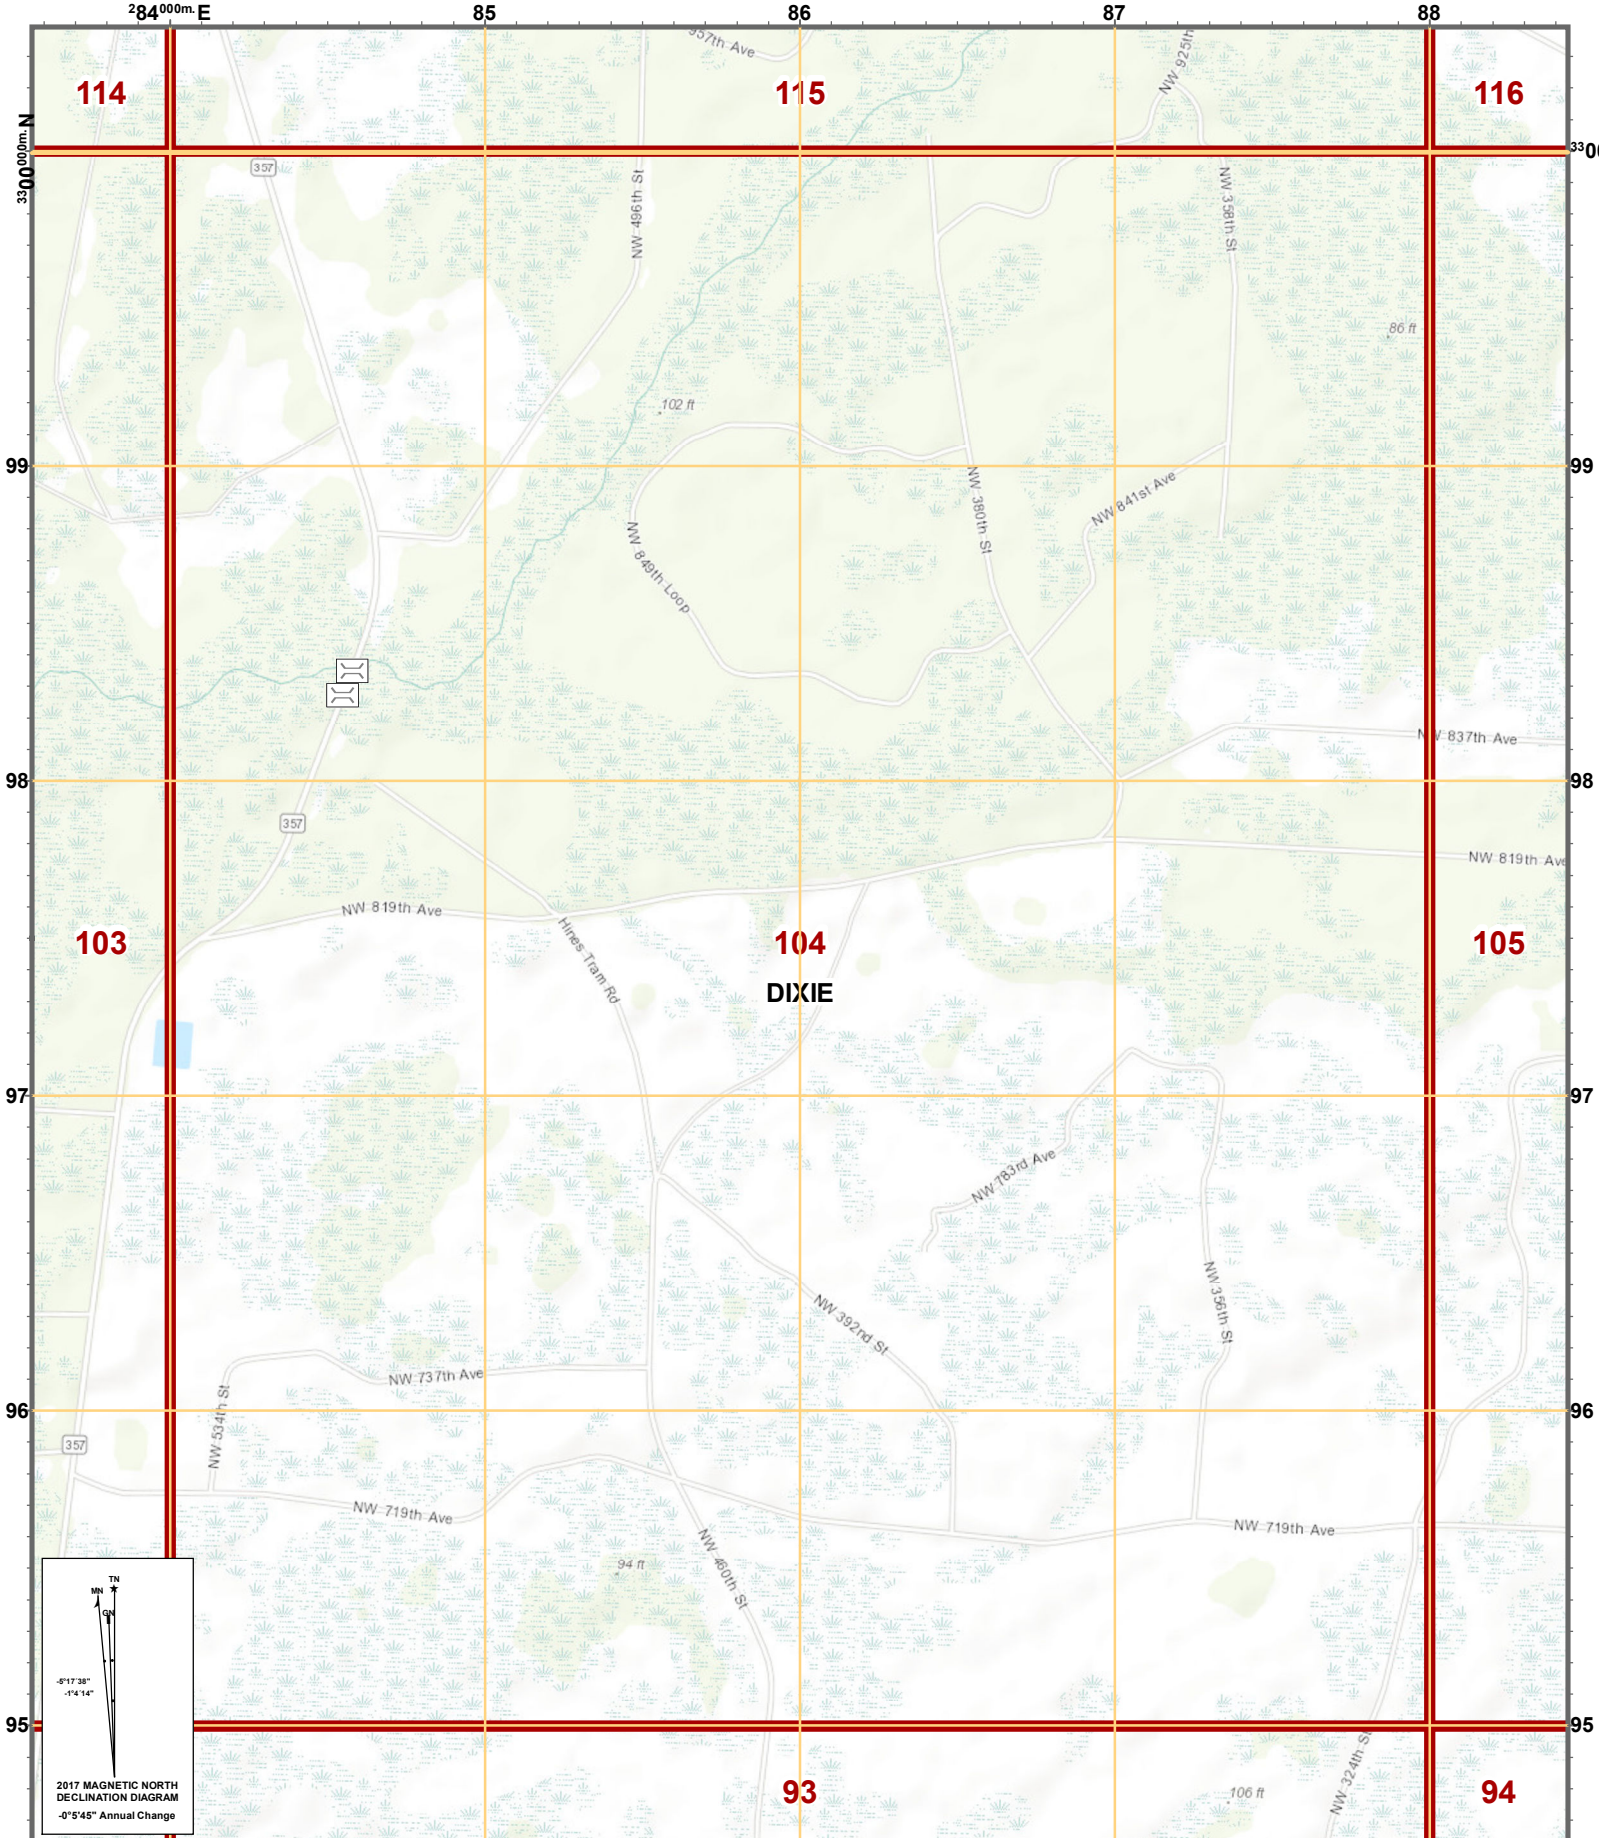 284000m. E
85
86
87
88
957th Ave
NW 925th
114
115
116
3300000m. N
3300
357
NW 496th St
NW 358th St
86 ft
102 ft
99
99
NW 380th St
NW 841st Ave
NW 849th Loop
NW 837th Ave
98
98
357
NW 819th Ave
NW 819th Ave
Hines Tram Rd
103
104
105
DIXIE
97
97
NW 783rd Ave
NW 356th St
NW 392nd St
NW 737th Ave
NW 534th St
96
96
357
NW 719th Ave
NW 719th Ave
NW 460th St
94 ft
TN
MN
GN
-5°17'38"
-1°4'14"
95
95
NW 324th St
2017 MAGNETIC NORTH
DECLINATION DIAGRAM
-0°5'45" Annual Change
93
106 ft
94